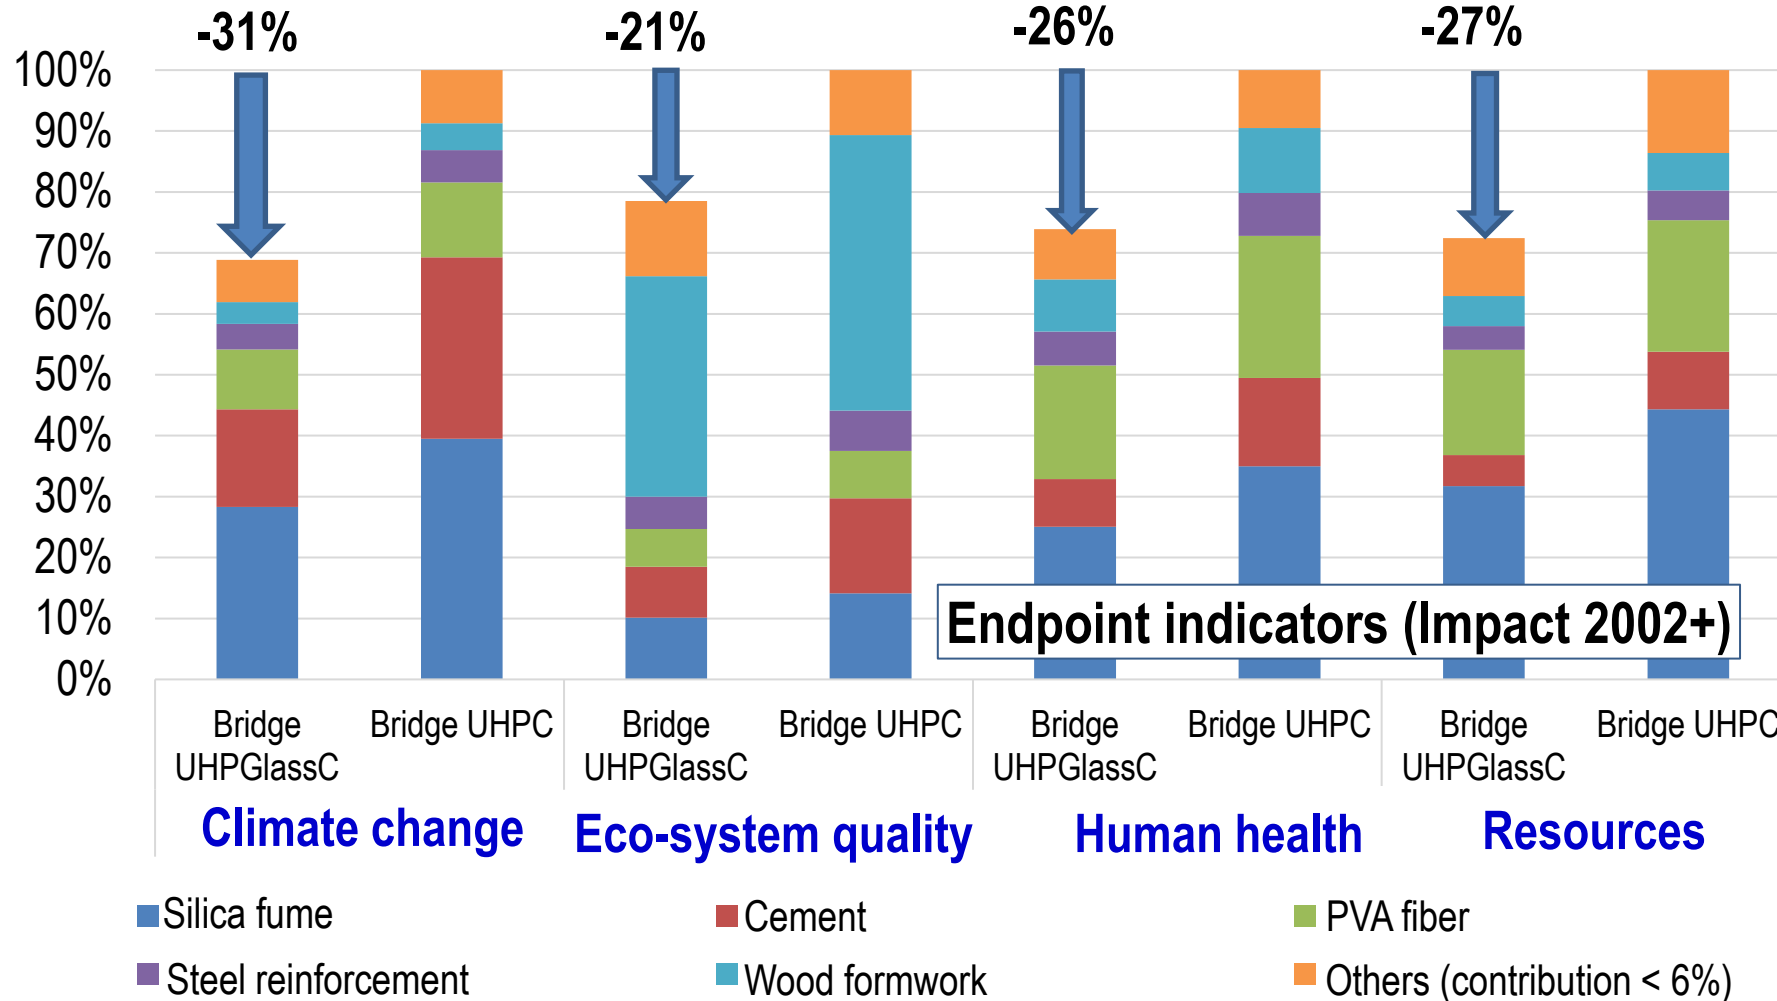 -31%
-21%
-26%
-27%
100%
90%
80%
70%
60%
50%
40%
30%
20%
10%
0%
Endpoint indicators (Impact 2002+)
Bridge UHPGlassC
Bridge UHPC
Bridge UHPGlassC
Bridge UHPC
Bridge UHPGlassC
Bridge UHPC
Bridge UHPGlassC
Bridge UHPC
Climate change
Eco-system quality
Human health
Resources
Silica fume
Cement
PVA fiber
Steel reinforcement
Wood formwork
Others (contribution < 6%)